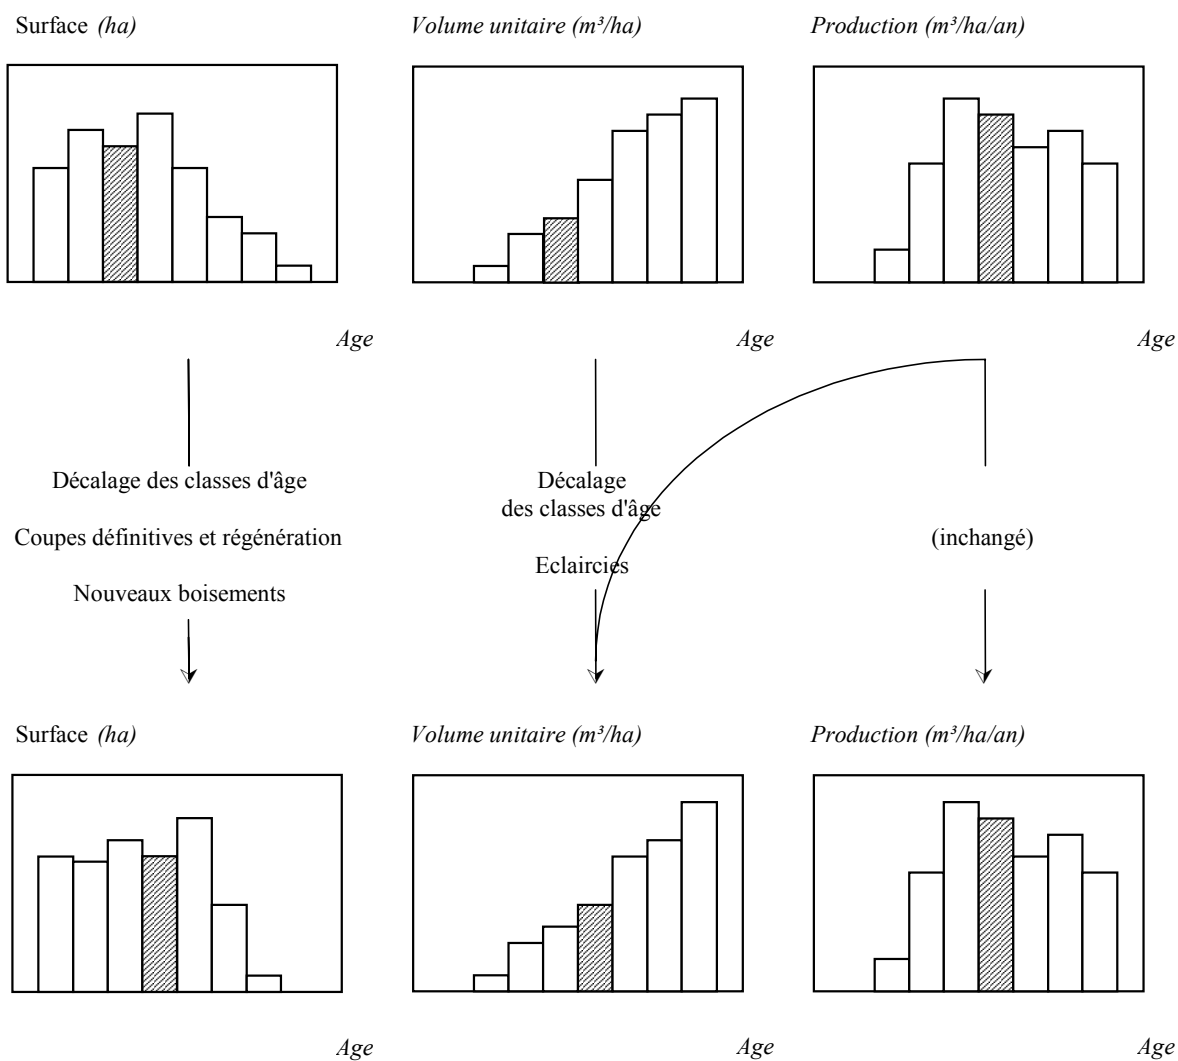 Surface (ha)
Volume unitaire (m³/ha)
Production (m³/ha/an)
Age
Age
Age
Décalage des classes d'âge
Coupes définitives et régénération
Nouveaux boisements
Décalage
des classes d'âge
Eclaircies
(inchangé)
Surface (ha)
Volume unitaire (m³/ha)
Production (m³/ha/an)
Age
Age
Age